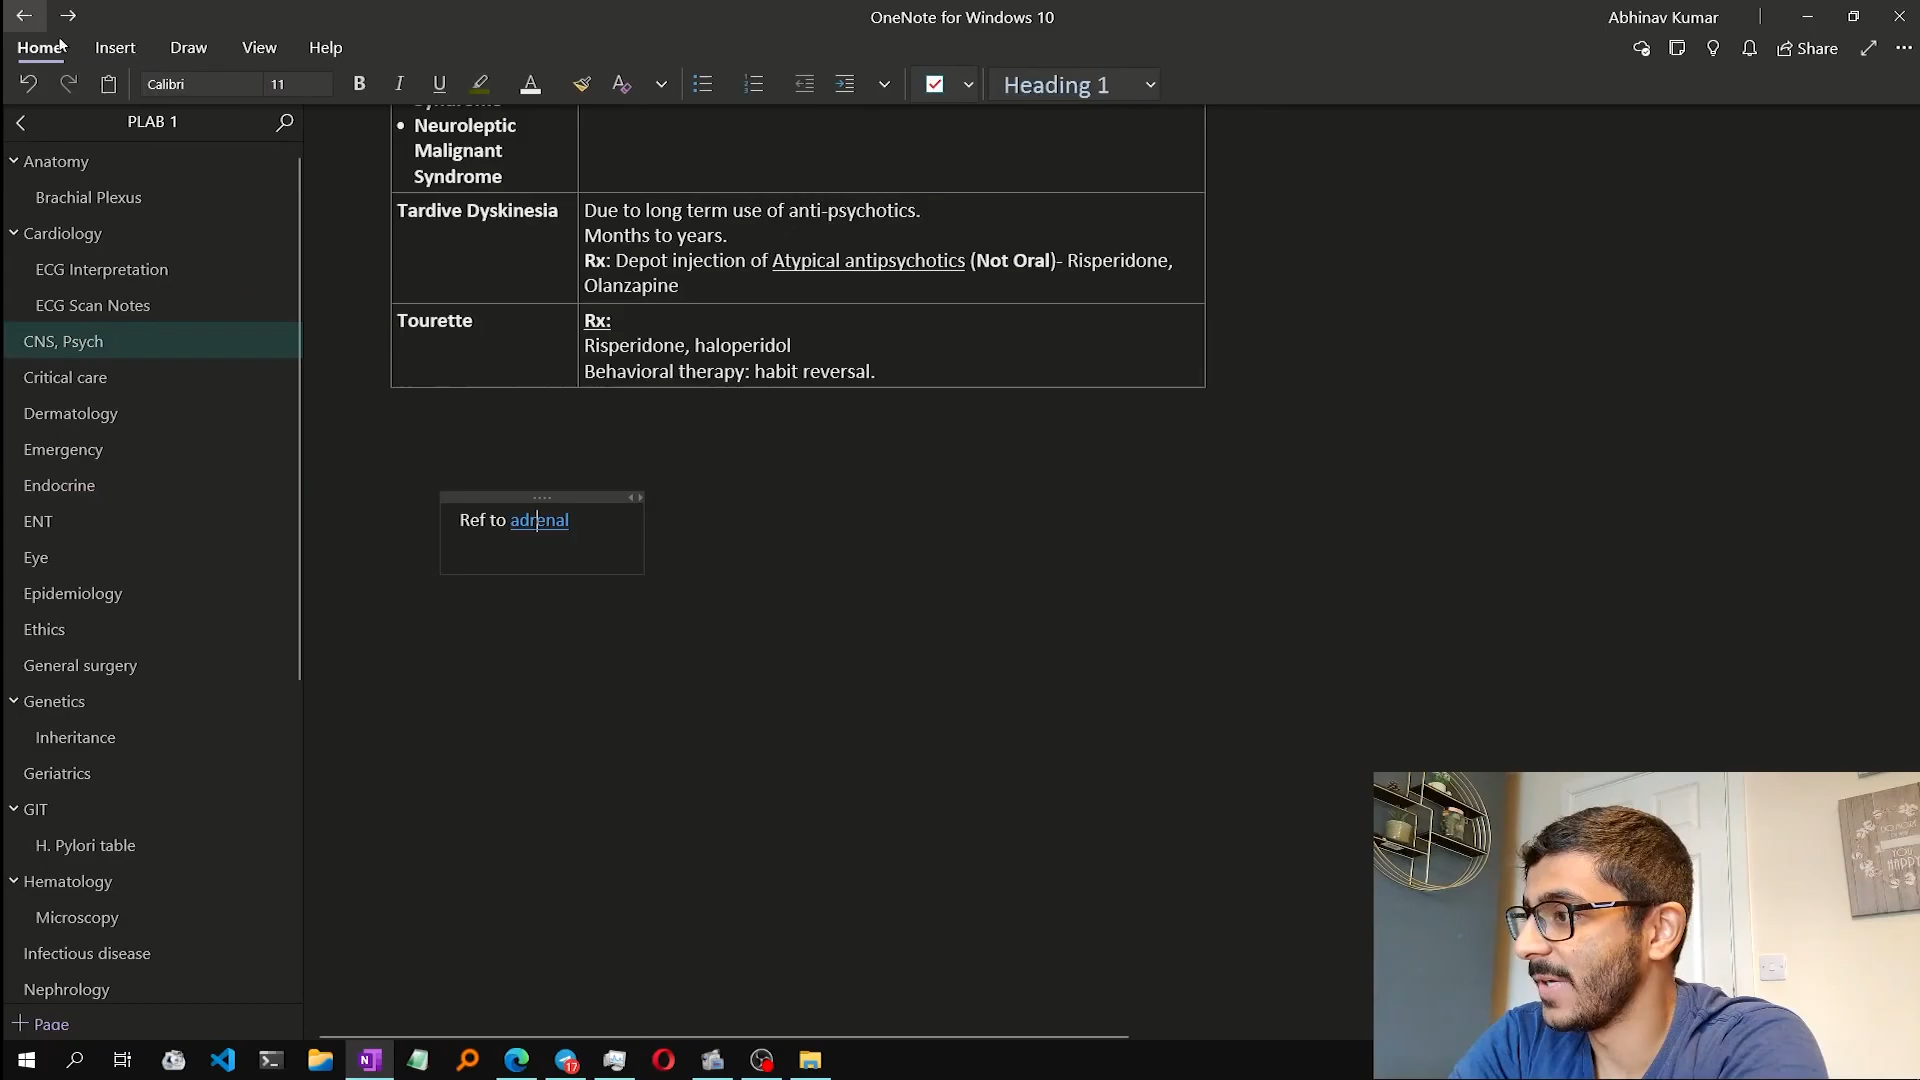 OneNote for Windows 10
Abhinav Kumar
Home
Insert
Draw
View
Help
Share
Calibri
11
B
I
U
A
A
Heading 1
PLAB 1
Anatomy
Brachial Plexus
Cardiology
ECG Interpretation
ECG Scan Notes
CNS, Psych
Critical care
Dermatology
Emergency
Endocrine
ENT
Eye
Epidemiology
Ethics
General surgery
Genetics
Inheritance
Geriatrics
GIT
H. Pylori table
Hematology
Microscopy
Infectious disease
Nephrology
Page
Syndrome
• Neuroleptic
Malignant
Syndrome
Tardive Dyskinesia
Due to long term use of anti-psychotics.
Months to years.
Rx: Depot injection of Atypical antipsychotics (Not Oral)- Risperidone,
Olanzapine
Tourette
Rx:
Risperidone, haloperidol
Behavioral therapy: habit reversal.
Ref to adrenal
YOU
HAPPY
N
17